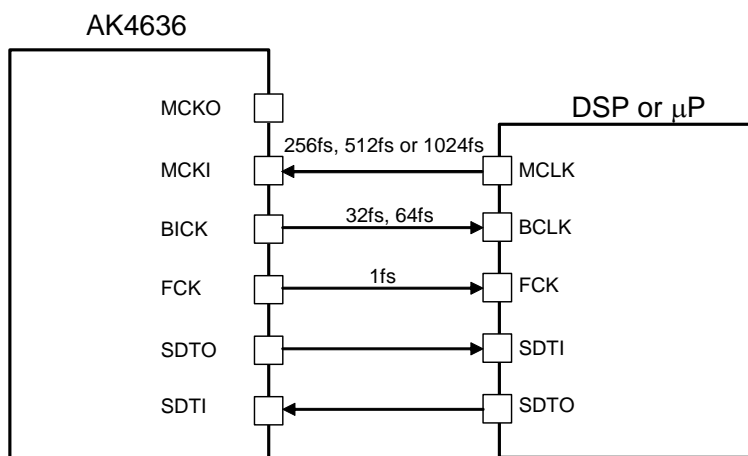 AK4636
DSP or μP
MCKO
256fs, 512fs or 1024fs
MCKI
MCLK
32fs, 64fs
BICK
BCLK
1fs
FCK
FCK
SDTO
SDTI
SDTI
SDTO